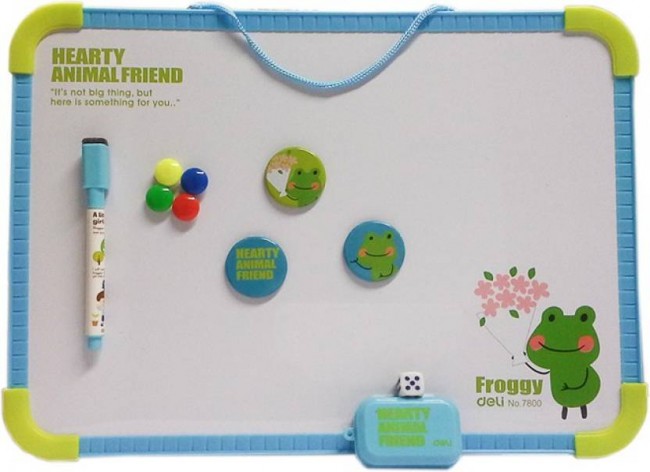 HEARTY
ANIMAL FRIEND
"It's not big thing, but
here is something for you.."
HEARTY
ANIMAL
FRIEND
Froggy
deli No.7800
HEARTY
ANIMAL
FRIEND
deli